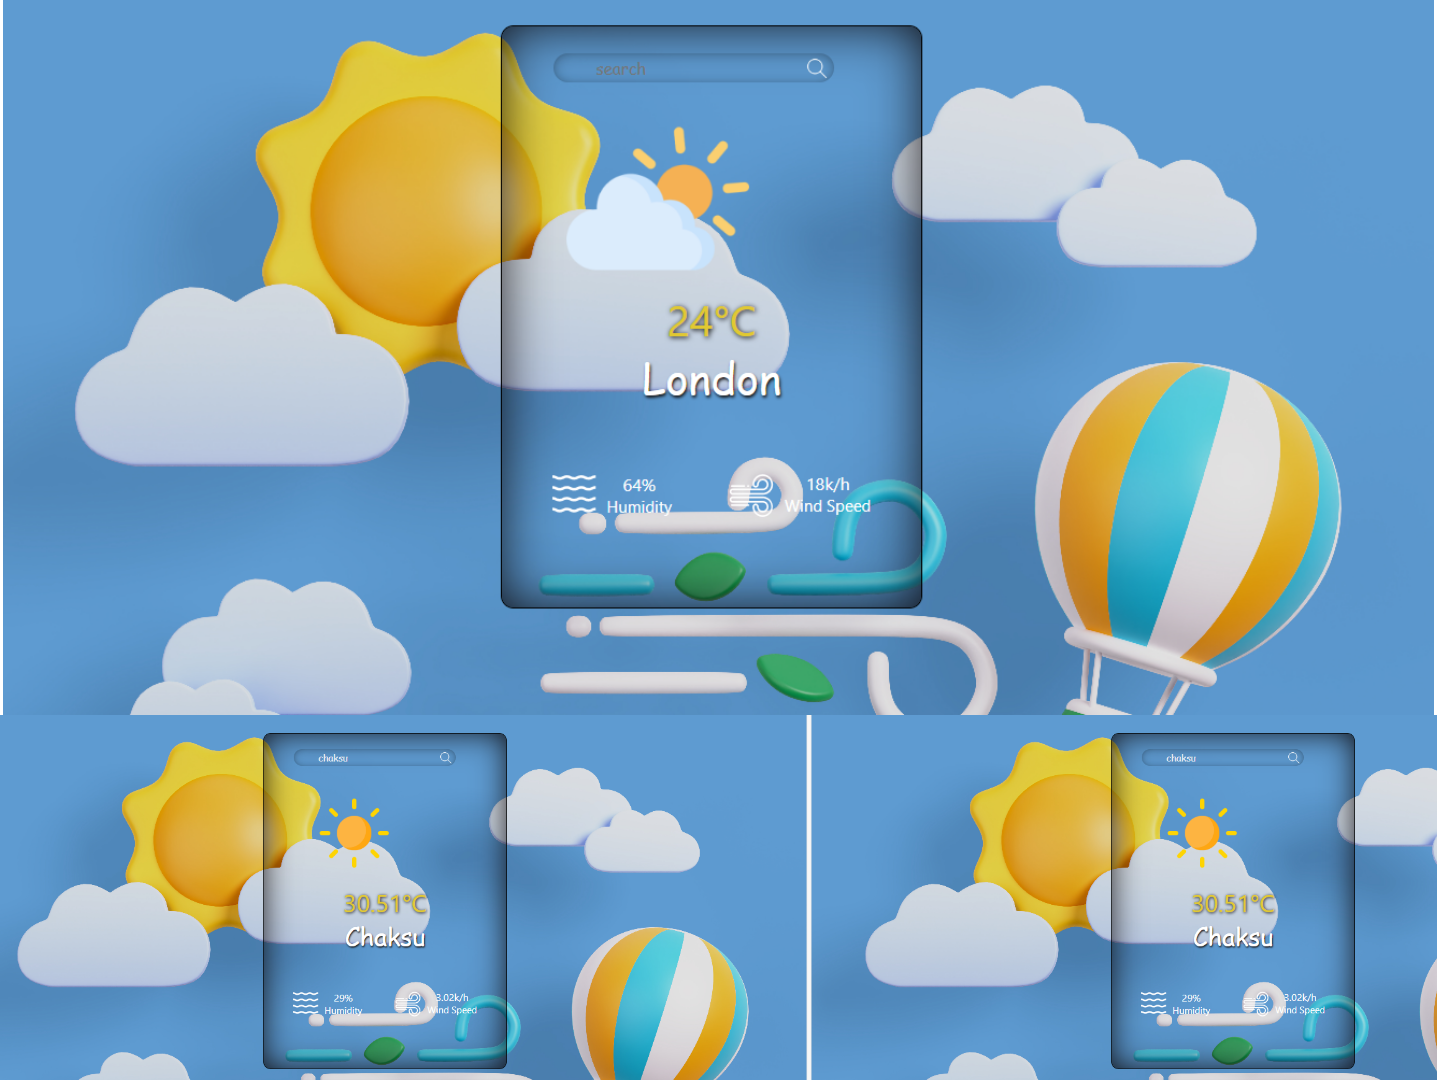 search
24°C
London
64%
Humidity
18k/h
Wind Speed
chaksu
30.51°C
Chaksu
29%
Humidity
3.02k/h
Wind Speed
chaksu
30.51°C
Chaksu
29%
Humidity
3.02k/h
Wind Speed